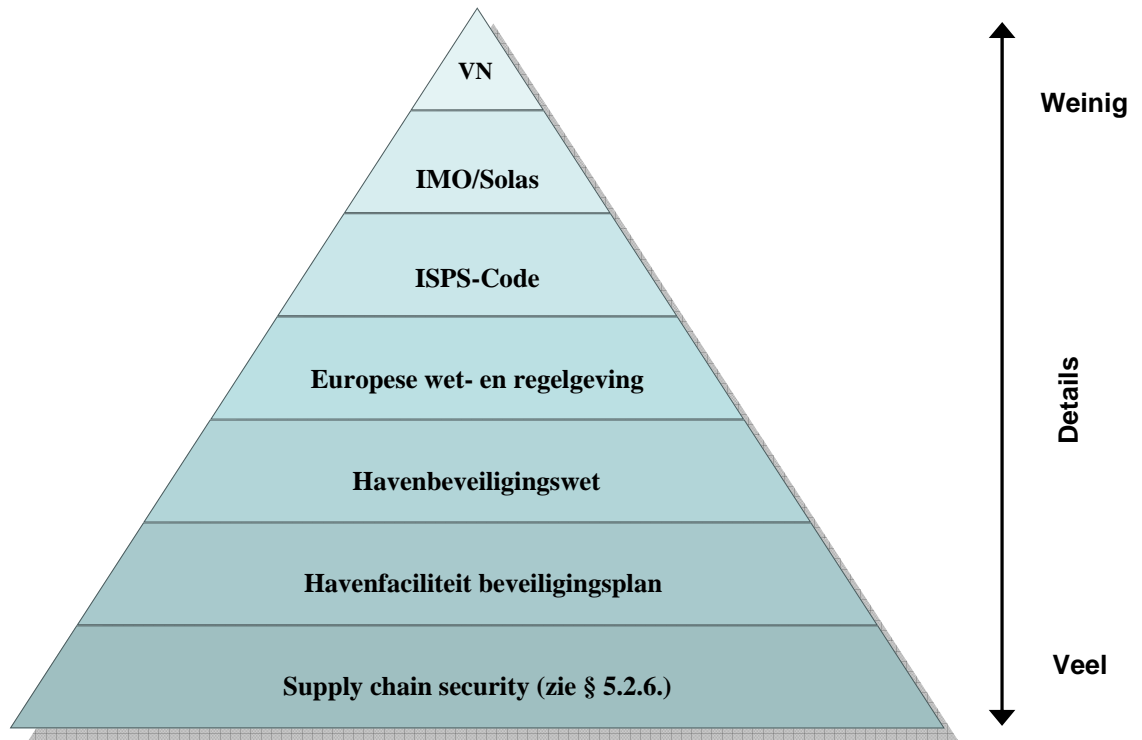 VN
Weinig
IMO/Solas
ISPS-Code
Europese wet- en regelgeving
Details
Havenbeveiligingswet
Havenfaciliteit beveiligingsplan
Veel
Supply chain security (zie § 5.2.6.)